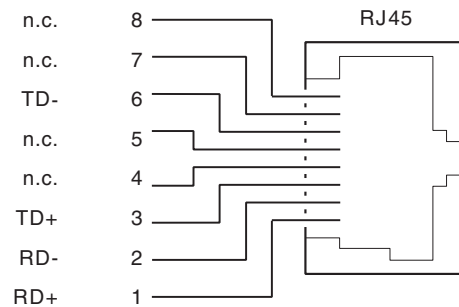 RJ45
n.c. 8
n.c. 7
TD- 6
n.c. 5
n.c. 4
TD+ 3
RD- 2
RD+ 1